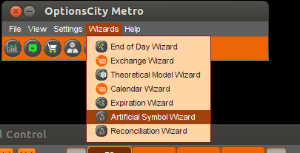 OptionsCity Metro
File View Settings Wizards Help
End of Day Wizard
Exchange Wizard
Theoretical Model Wizard
Calendar Wizard
Expiration Wizard
Artificial Symbol Wizard
Reconciliation Wizard
Control